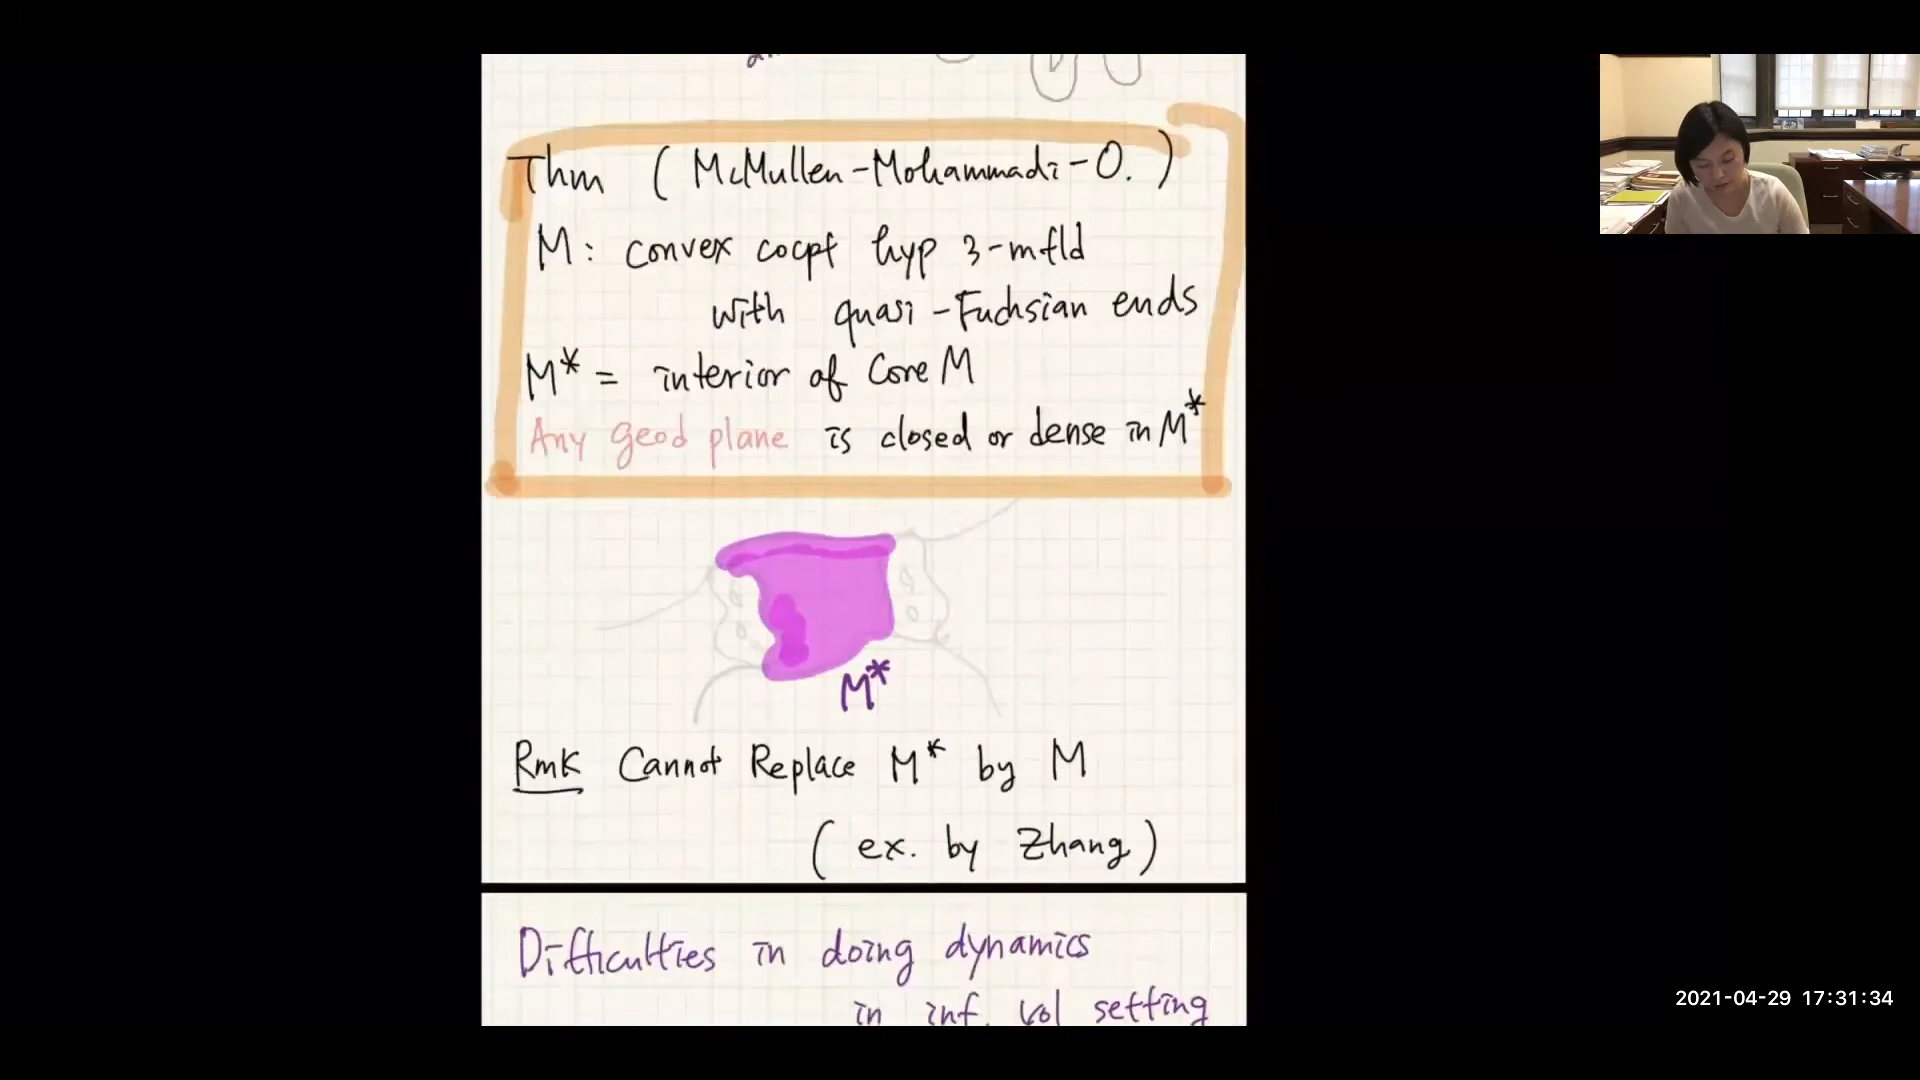 Thm (McMullen-Mohammadi-O.)
M: convex cocpt hyp 3-mfld
with quasi-Fuchsian ends
M* = interior of Core M
Any geod plane is closed or dense in M*
M*
Rmk Cannot Replace M* by M
(ex. by Zhang)
Difficulties in doing dynamics
in inf. vol setting
2021-04-29 17:31:34